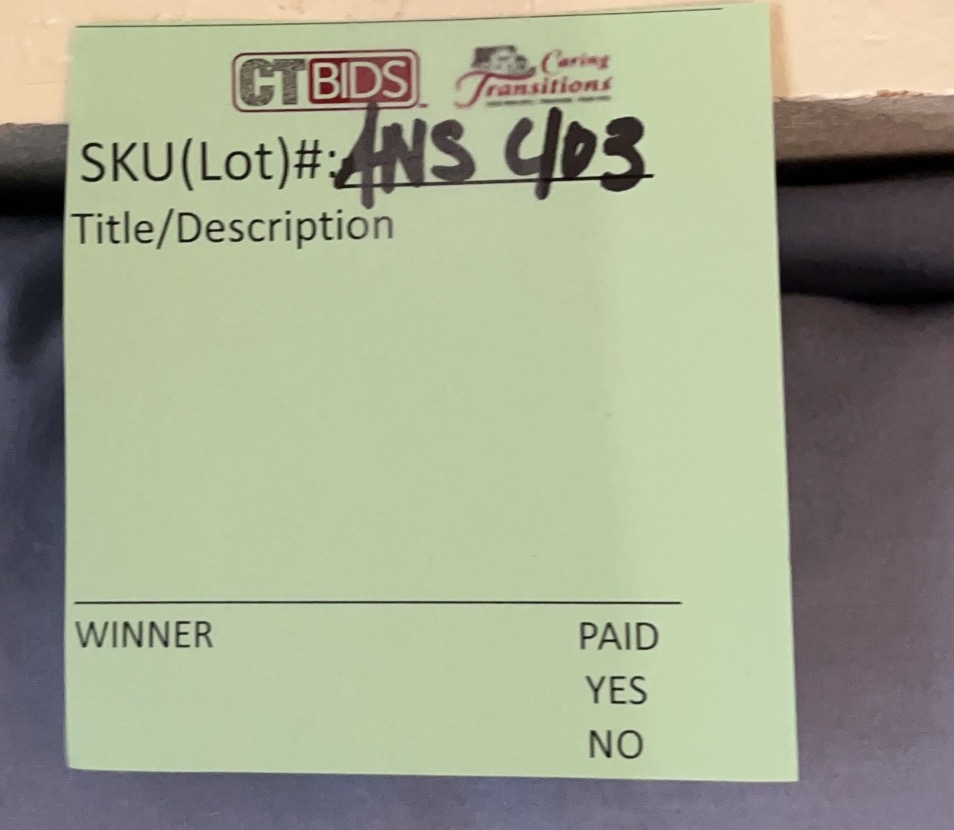 CTBIDS Caring Transitions
SKU(Lot)#: ANS 403
Title/Description
WINNER PAID
YES
NO